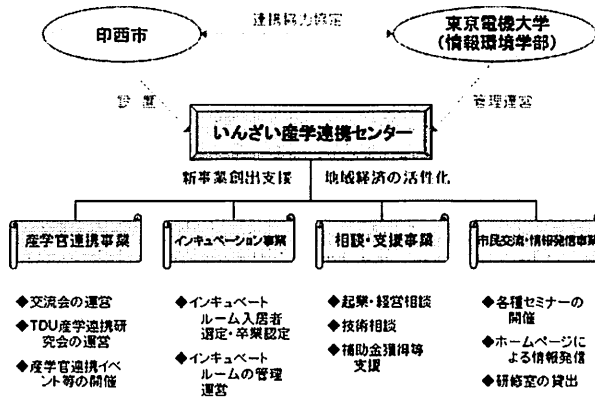 連携協力協定
印西市
東京電機大学
(情報環境学部)
設置
管理運営
いんざい産学連携センター
新事業創出支援 地域経済の活性化
産学官連携事業
インキュベーション事業
相談・支援事業
市民交流・情報発信事業
◆交流会の運営
◆TDU産学連携研
究会の運営
◆産学官連携イベ
ント等の開催
◆インキュベート
ルーム入居者
選定・卒業認定
◆インキュベート
ルームの管理
運営
◆起業・経営相談
◆技術相談
◆補助金獲得等
支援
◆各種セミナーの
開催
◆ホームページに
よる情報発信
◆研修室の貸出